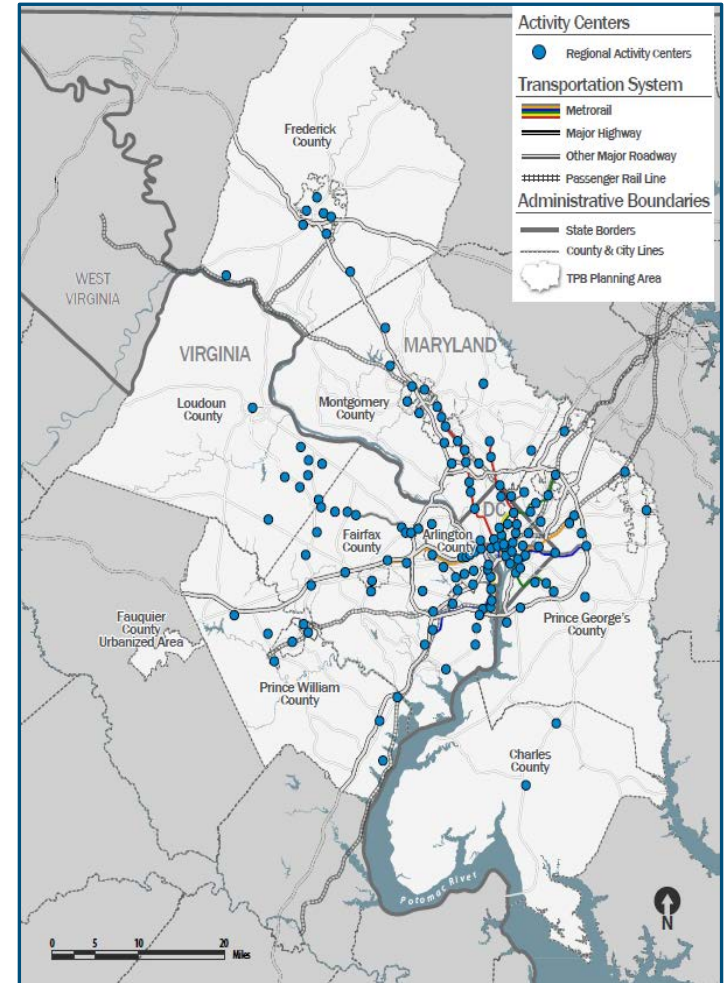 Activity Centers
Regional Activity Centers
Transportation System
Metrorail
Major Highway
Other Major Roadway
Passenger Rail Line
Administrative Boundaries
State Borders
County & City Lines
TPB Planning Area
Frederick
County
WEST
VIRGINIA
VIRGINIA
MARYLAND
Loudoun
County
Montgomery
County
DC
Fairfax
County
Arlington
County
Fauquier
County
Urbanized Area
Prince George's
County
Prince William
County
Charles
County
Potomac River
N
0 5 10 20
Miles